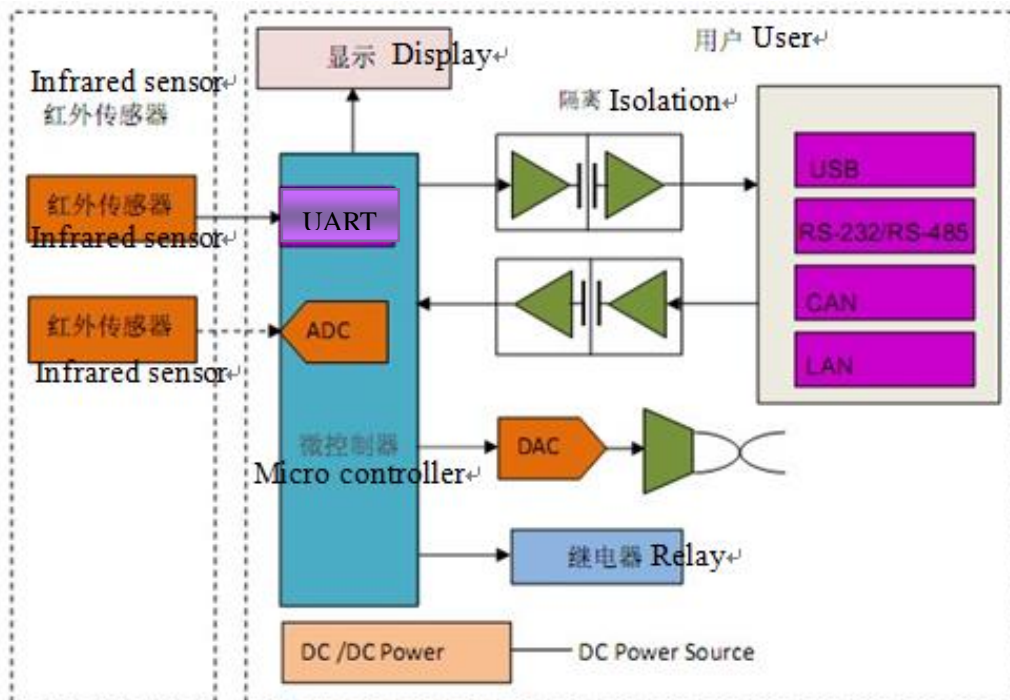 显示 Display↵
用户 User↵
Infrared sensor↵
红外传感器
隔离 Isolation↵
USB
RS-232/RS-485
CAN
LAN
红外传感器
Infrared sensor↵
UART
红外传感器
Infrared sensor↵
ADC
微控制器
Micro controller↵
DAC
继电器 Relay↵
DC /DC Power
DC Power Source